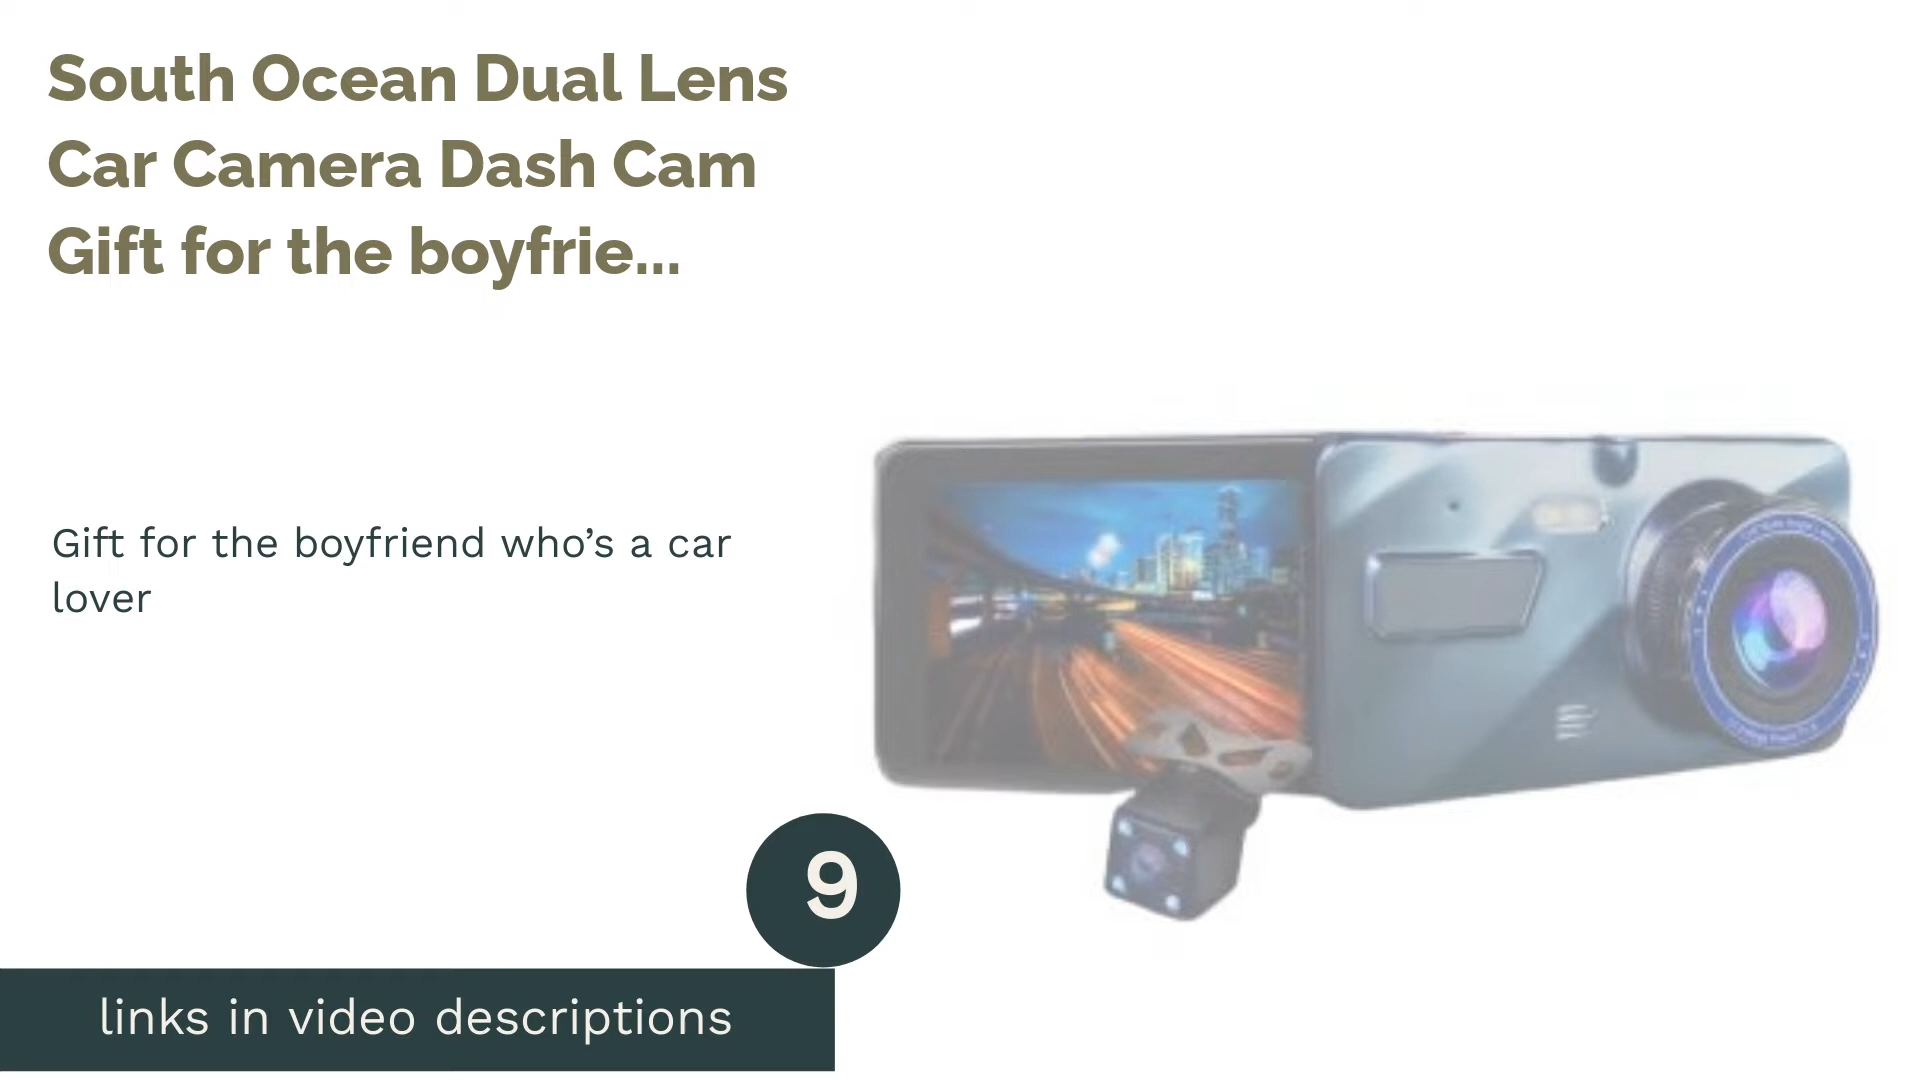 South Ocean Dual Lens
Car Camera Dash Cam
Gift for the boyfrie...
Gift for the boyfriend who’s a car
lover
9
links in video descriptions